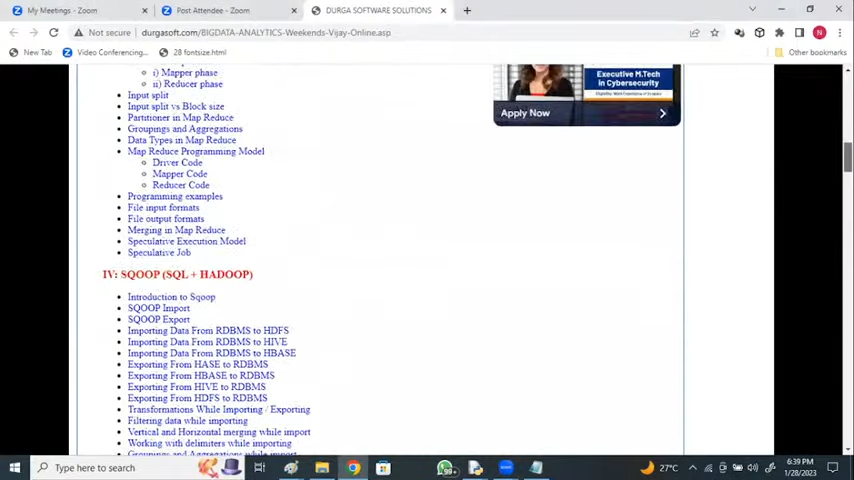 My Meetings - Zoom
Post Attendee - Zoom
DURGA SOFTWARE SOLUTIONS
Not secure
durgasoft.com/BIGDATA-ANALYTICS-Weekends-Vijay-Online.asp
N
New Tab
Video Conferencing,...
28 fontsize.html
Other bookmarks
i) Mapper phase
ii) Reducer phase
Input split
Input split vs Block size
Partitioner in Map Reduce
Groupings and Aggregations
Data Types in Map Reduce
Map Reduce Programming Model
Driver Code
Mapper Code
Reducer Code
Programming examples
File input formats
File output formats
Merging in Map Reduce
Speculative Execution Model
Speculative Job
Executive M.Tech
in Cybersecurity
Apply Now
IV: SQOOP (SQL + HADOOP)
Introduction to Sqoop
SQOOP Import
SQOOP Export
Importing Data From RDBMS to HDFS
Importing Data From RDBMS to HIVE
Importing Data From RDBMS to HBASE
Exporting From HASE to RDBMS
Exporting From HBASE to RDBMS
Exporting From HIVE to RDBMS
Exporting From HDFS to RDBMS
Transformations While Importing / Exporting
Filtering data while importing
Vertical and Horizontal merging while import
Working with delimiters while importing
Groupings and Aggregations while import
Type here to search
99+
27°C
6:39 PM
1/28/2023